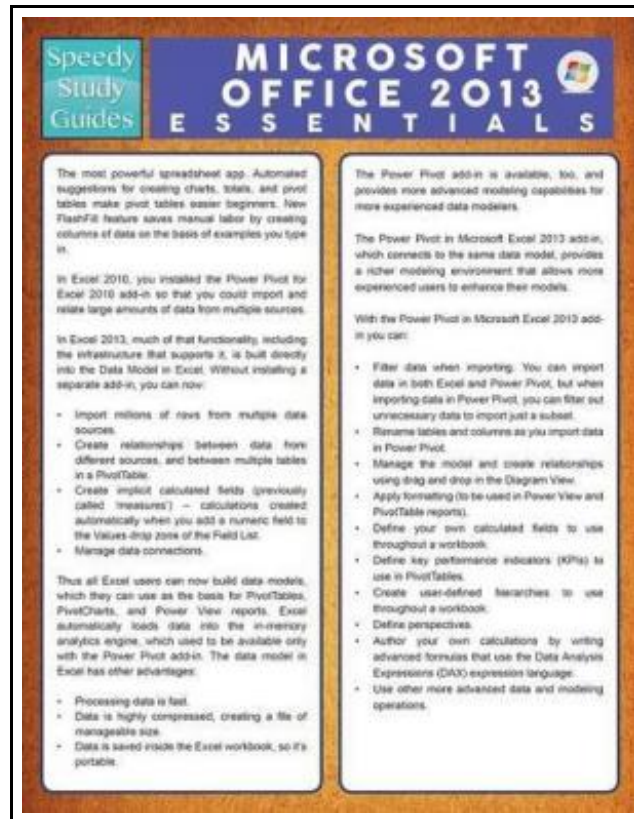 Speedy
Study
Guides
MICROSOFT
OFFICE 2013
ESSENTIALS
The most powerful spreadsheet app. Automated
suggestions for creating charts, totals, and pivot
tables make pivot tables easier beginners. New
FlashFill feature saves manual labor by creating
columns of data on the basis of examples you type
in.
In Excel 2010, you installed the Power Pivot for
Excel 2010 add-in so that you could import and
relate large amounts of data from multiple sources.
In Excel 2013, much of that functionality, including
the infrastructure that supports it, is built directly
into the Data Model in Excel. Without installing a
separate add-in, you can now:
• Import millions of rows from multiple data
sources.
• Create relationships between data from
different sources, and between multiple tables
in a PivotTable.
• Create implicit calculated fields (previously
called 'measures') – calculations created
automatically when you add a numeric field to
the Values drop zone of the Field List.
• Manage data connections.
Thus all Excel users can now build data models,
which they can use as the basis for PivotTables,
PivotCharts, and Power View reports. Excel
automatically loads data into the in-memory
analytics engine, which used to be available only
with the Power Pivot add-in. The data model in
Excel has other advantages:
• Processing data is fast.
• Data is highly compressed, creating a file of
manageable size.
• Data is saved inside the Excel workbook, so it's
portable.
The Power Pivot add-in is available, too, and
provides more advanced modeling capabilities for
more experienced data modelers.
The Power Pivot in Microsoft Excel 2013 add-in,
which connects to the same data model, provides
a richer modeling environment that allows more
experienced users to enhance their models.
With the Power Pivot in Microsoft Excel 2013 add-
in you can:
• Filter data when importing. You can import
data in both Excel and Power Pivot, but when
importing data in Power Pivot, you can filter out
unnecessary data to import just a subset.
• Rename tables and columns as you import data
in Power Pivot.
• Manage the model and create relationships
using drag and drop in the Diagram View.
• Apply formatting (to be used in Power View and
PivotTable reports).
• Define your own calculated fields to use
throughout a workbook.
• Define key performance indicators (KPIs) to
use in PivotTables.
• Create user-defined hierarchies to use
throughout a workbook.
• Define perspectives.
• Author your own calculations by writing
advanced formulas that use the Data Analysis
Expressions (DAX) expression language.
• Use other more advanced data and modeling
operations.